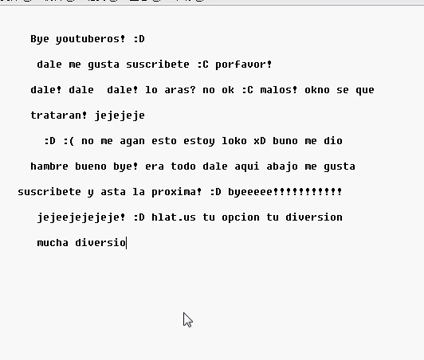 Bye youtuberos! :D
dale me gusta suscribete :C porfavor!
dale! dale dale! lo aras? no ok :C malos! okno se que
trataran! jejejeje
:D :( no me agan esto estoy loko xD buno me dio
hambre bueno bye! era todo dale aqui abajo me gusta
suscribete y asta la proxima! :D byeeeee!!!!!!!!!!!
jejeejejejeje! :D hlat.us tu opcion tu diversion
mucha diversio